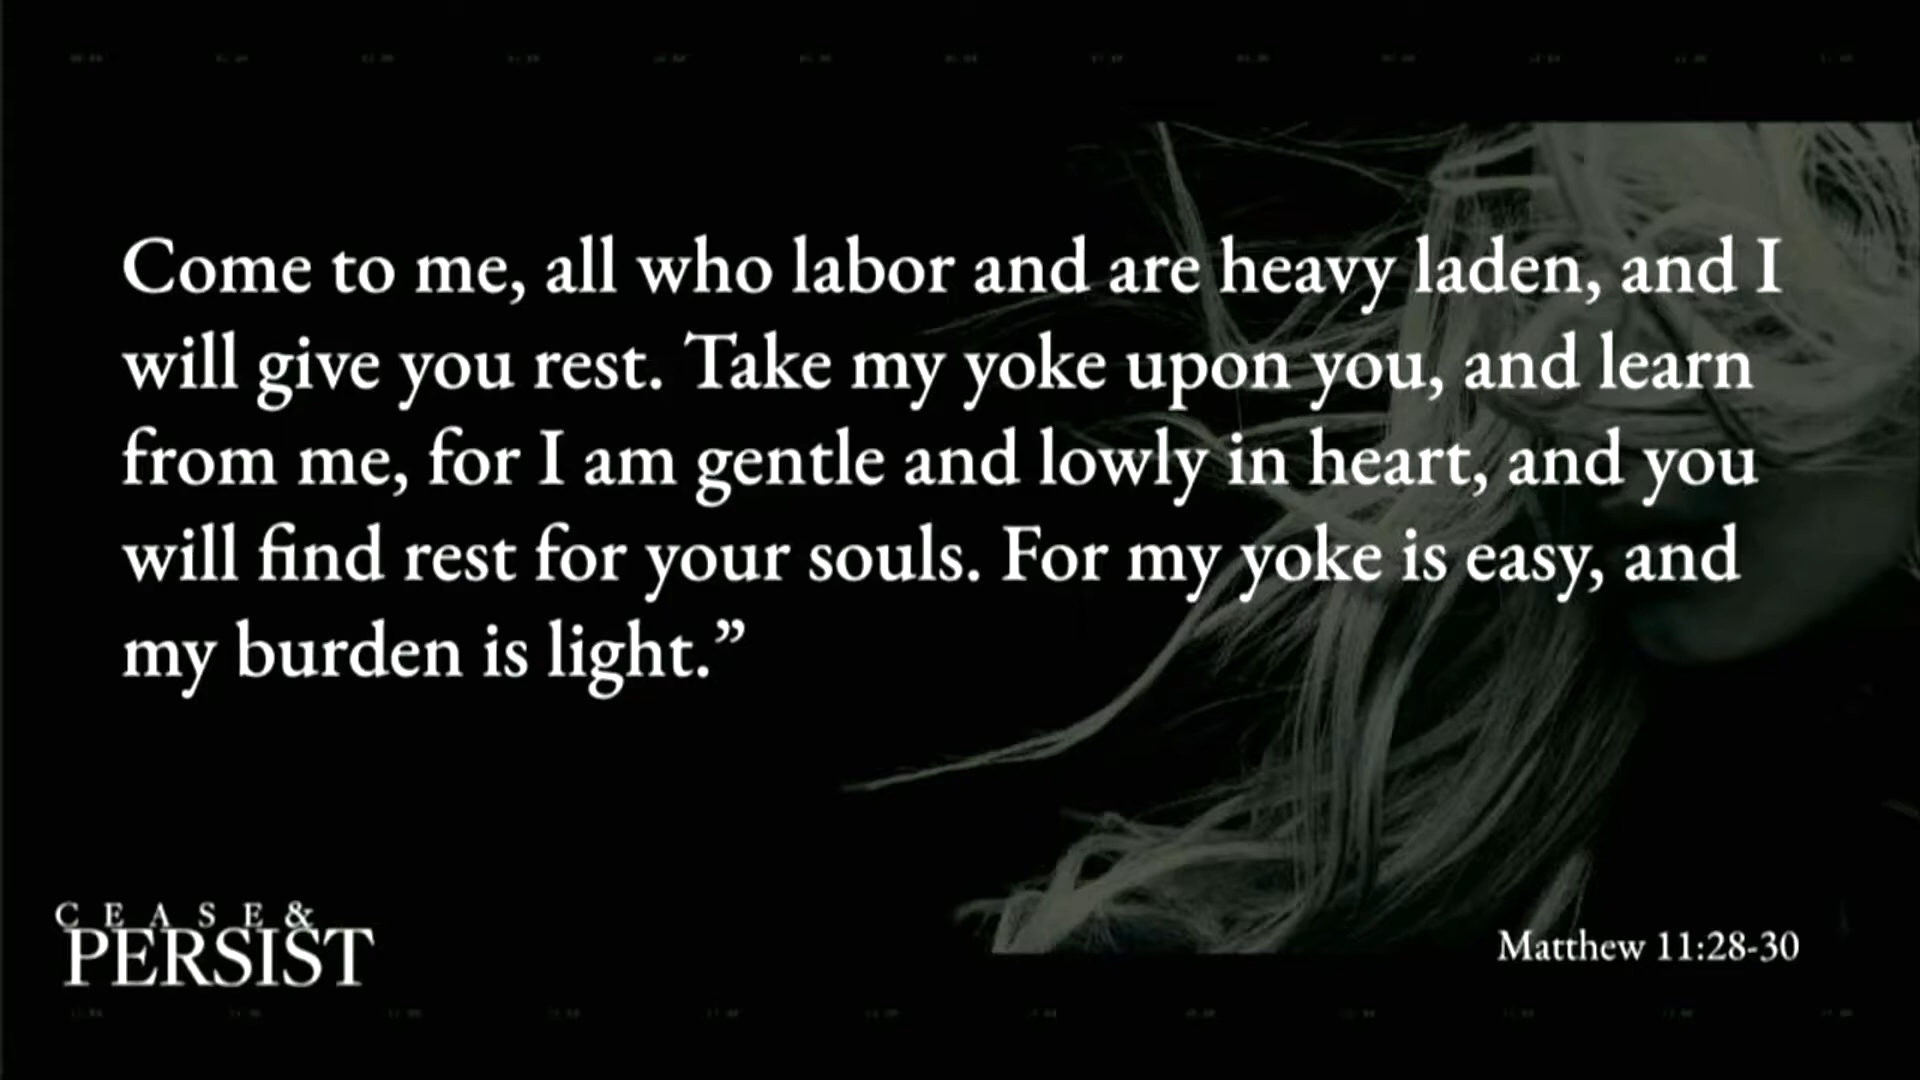 Come to me, all who labor and are heavy laden, and I
will give you rest. Take my yoke upon you, and learn
from me, for I am gentle and lowly in heart, and you
will find rest for your souls. For my yoke is easy, and
my burden is light.”
CEASE&
PERSIST
Matthew 11:28-30